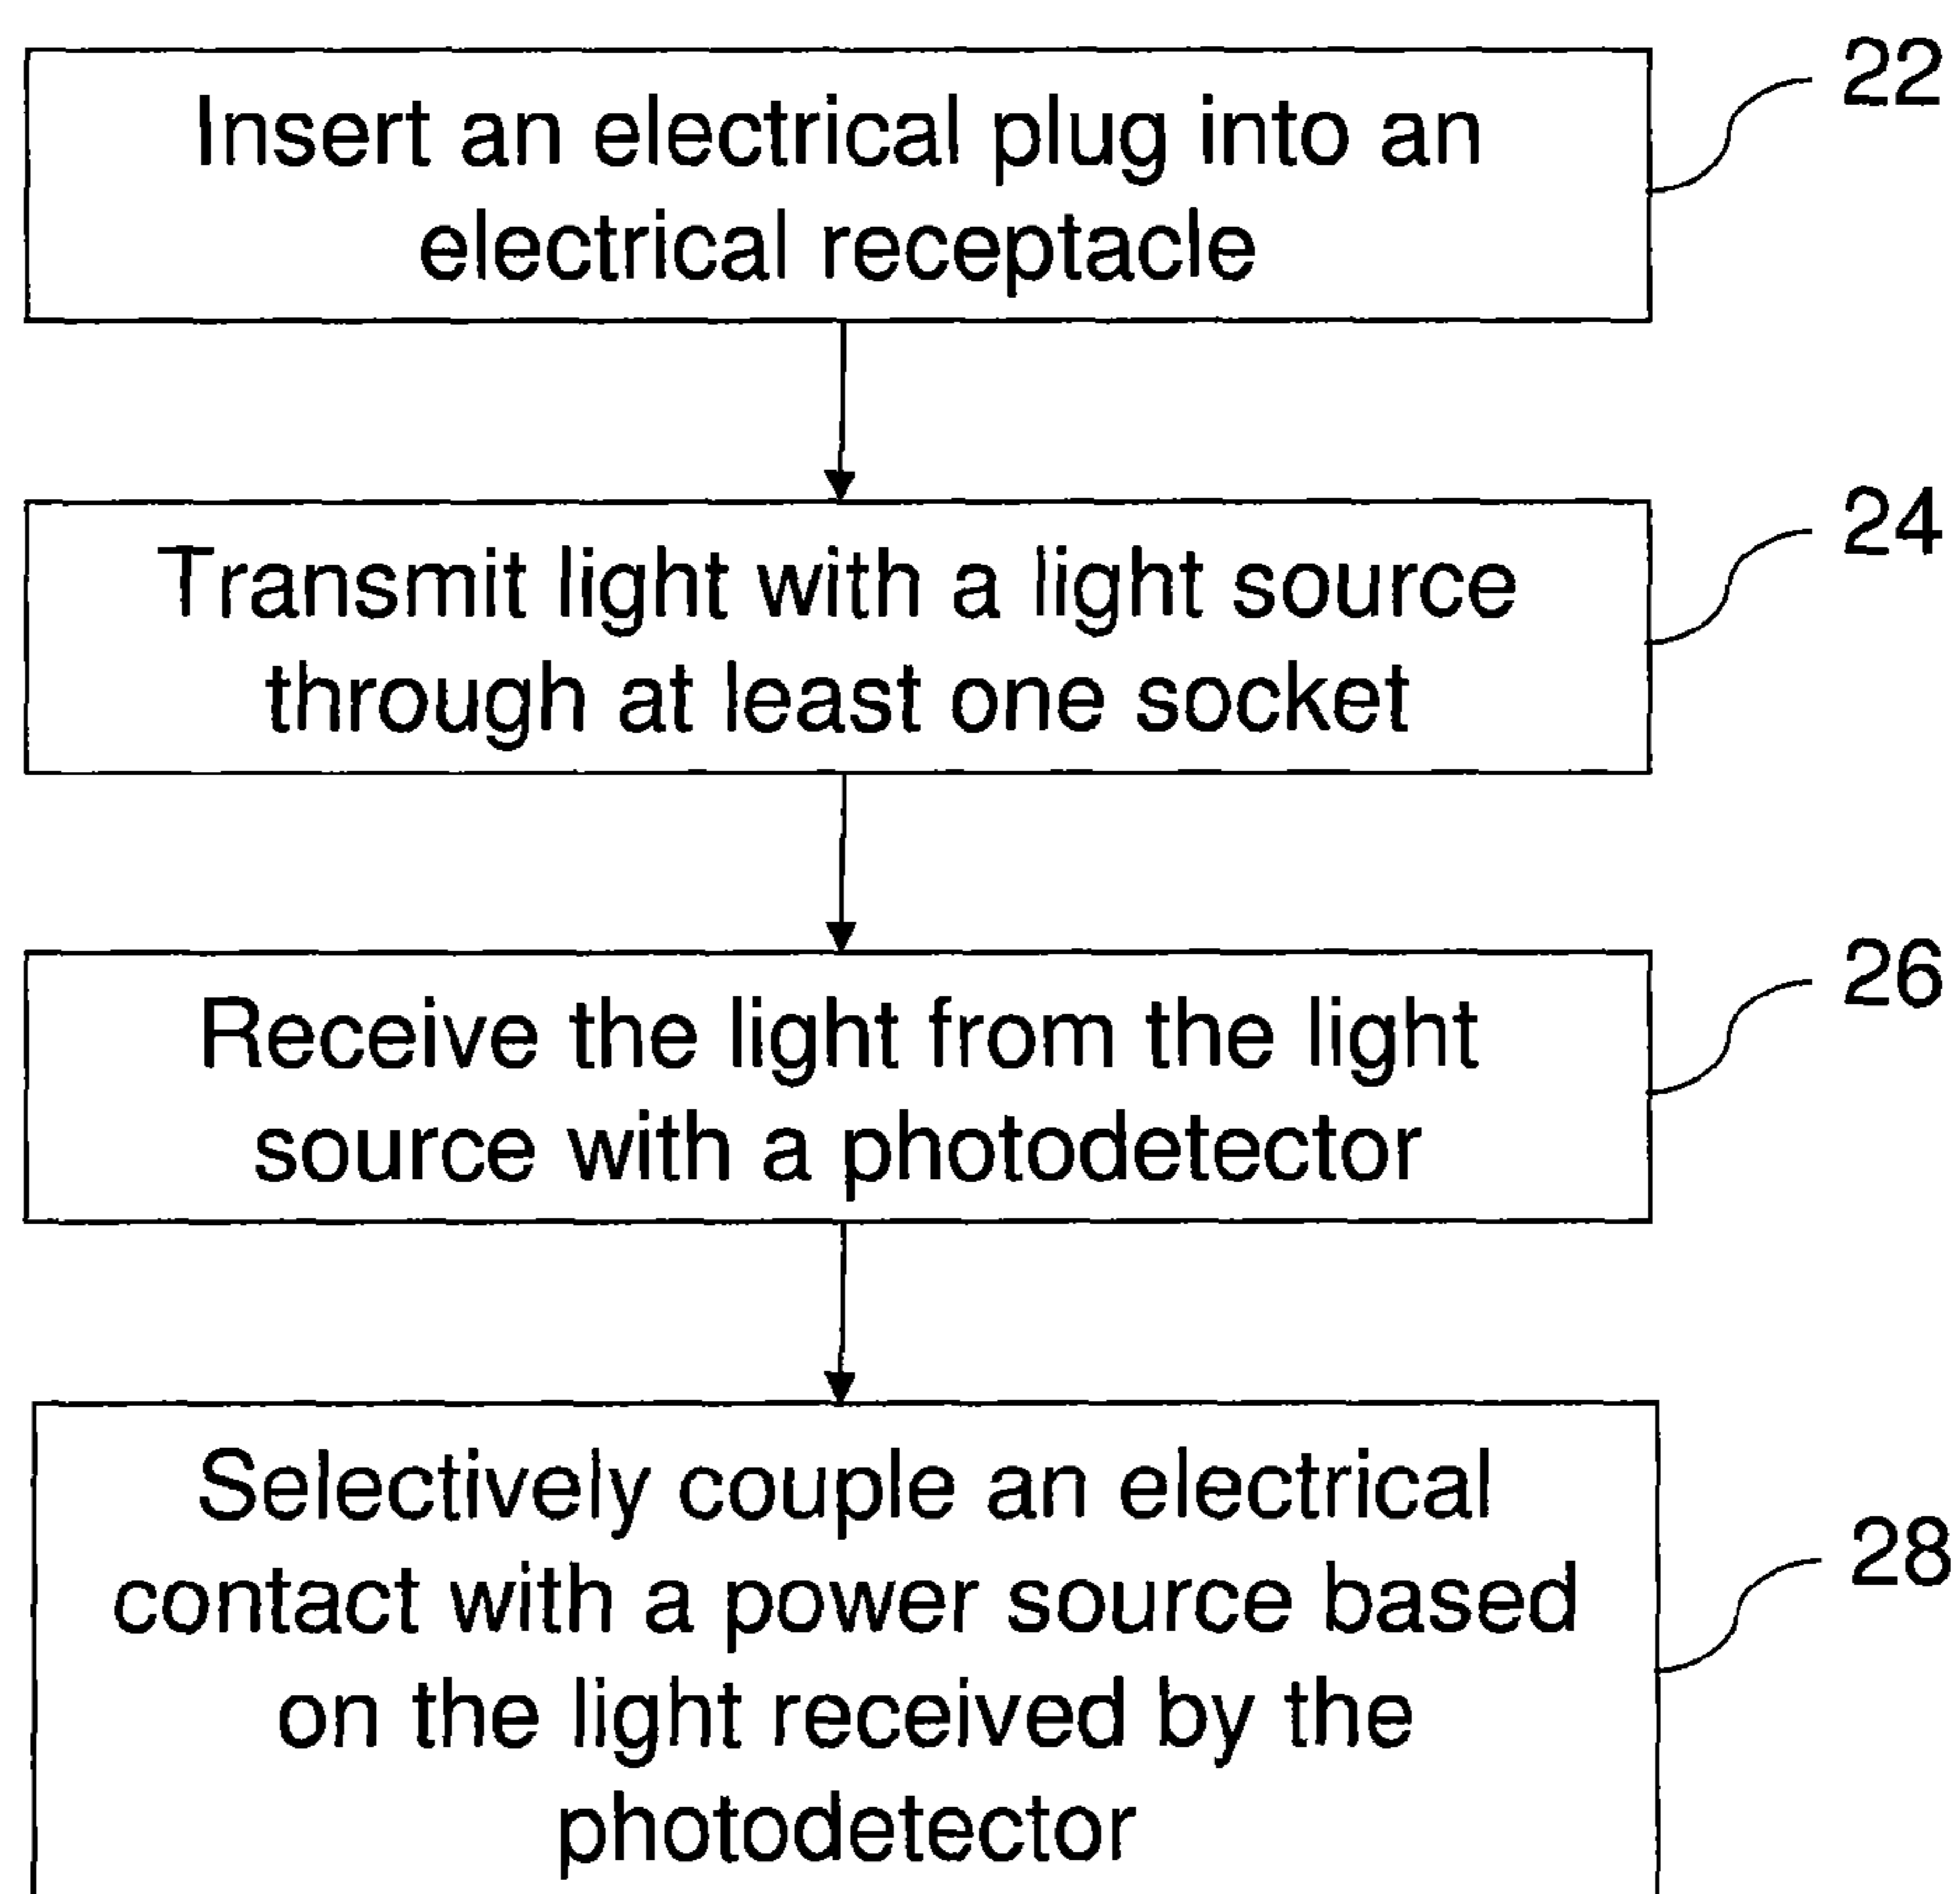 22
Insert an electrical plug into an
electrical receptacle
24
Transmit light with a light source
through at least one socket
26
Receive the light from the light
source with a photodetector
28
Selectively couple an electrical
contact with a power source based
on the light received by the
photodetector